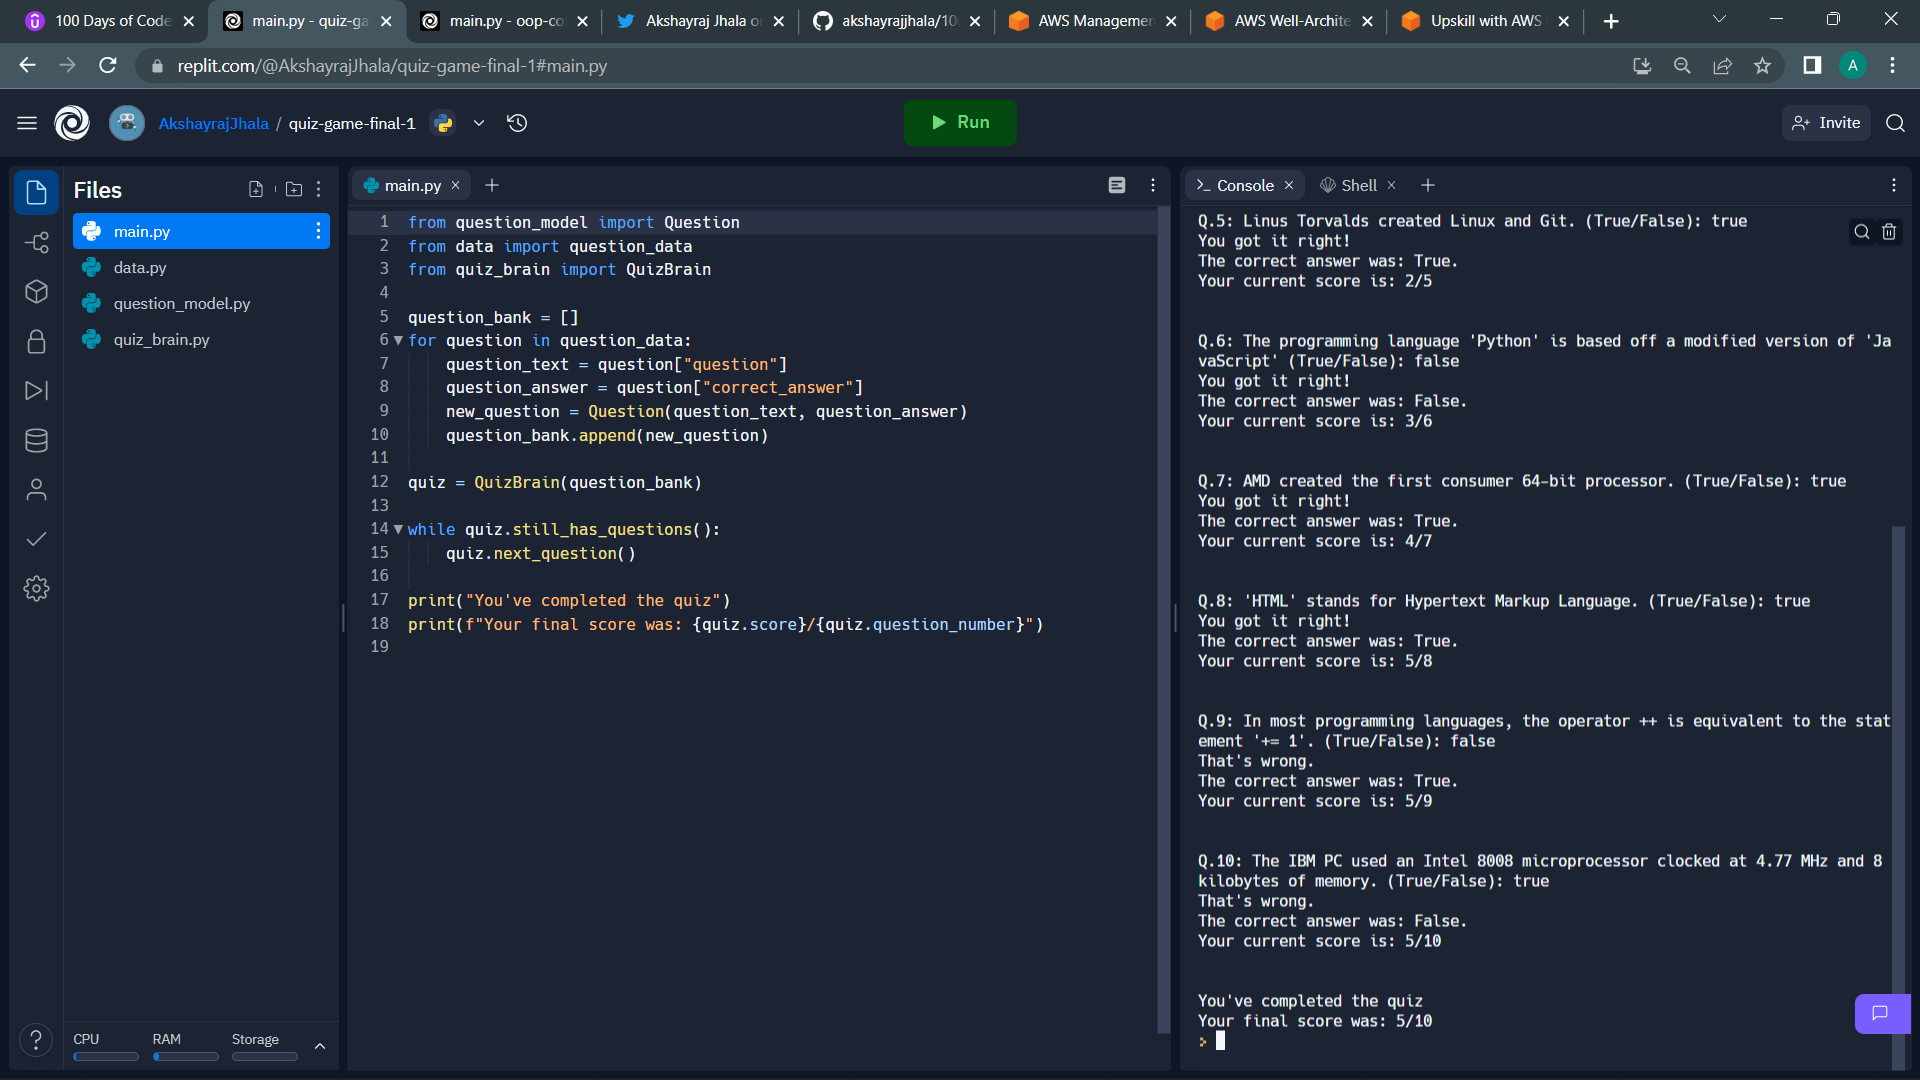 100 Days of Code
main.py - quiz-ga
main.py - oop-co
Akshayraj Jhala o
akshayrajjhala/10
AWS Managemen
AWS Well-Archite
Upskill with AWS
replit.com/@AkshayrajJhala/quiz-game-final-1#main.py
A
AkshayrajJhala / quiz-game-final-1
Run
Invite
Files
main.py
data.py
question_model.py
quiz_brain.py
CPU
RAM
Storage
main.py
1 from question_model import Question
2 from data import question_data
3 from quiz_brain import QuizBrain
4
5 question_bank = []
6 for question in question_data:
7 question_text = question["question"]
8 question_answer = question["correct_answer"]
9 new_question = Question(question_text, question_answer)
10 question_bank.append(new_question)
11
12 quiz = QuizBrain(question_bank)
13
14 while quiz.still_has_questions():
15 quiz.next_question()
16
17 print("You've completed the quiz")
18 print(f"Your final score was: {quiz.score}/{quiz.question_number}")
19
Console
Shell
Q.5: Linus Torvalds created Linux and Git. (True/False): true
You got it right!
The correct answer was: True.
Your current score is: 2/5
Q.6: The programming language 'Python' is based off a modified version of 'Ja
vaScript' (True/False): false
You got it right!
The correct answer was: False.
Your current score is: 3/6
Q.7: AMD created the first consumer 64-bit processor. (True/False): true
You got it right!
The correct answer was: True.
Your current score is: 4/7
Q.8: 'HTML' stands for Hypertext Markup Language. (True/False): true
You got it right!
The correct answer was: True.
Your current score is: 5/8
Q.9: In most programming languages, the operator ++ is equivalent to the stat
ement '+= 1'. (True/False): false
That's wrong.
The correct answer was: True.
Your current score is: 5/9
Q.10: The IBM PC used an Intel 8008 microprocessor clocked at 4.77 MHz and 8
kilobytes of memory. (True/False): true
That's wrong.
The correct answer was: False.
Your current score is: 5/10
You've completed the quiz
Your final score was: 5/10